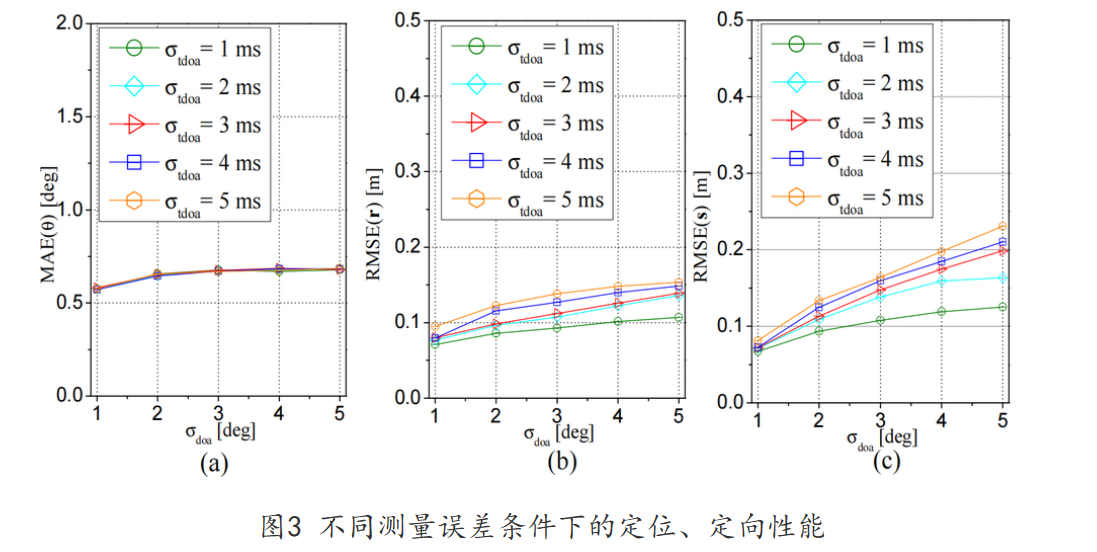 MAE(θ) [deg]
2.0
1.5
1.0
0.5
0.0
σtdoa= 1 ms
σtdoa= 2 ms
σtdoa= 3 ms
σtdoa= 4 ms
σtdoa= 5 ms
1 2 3 4 5
σdoa [deg]
(a)
RMSE(r) [m]
0.5
0.4
0.3
0.2
0.1
0.0
σtdoa= 1 ms
σtdoa= 2 ms
σtdoa= 3 ms
σtdoa= 4 ms
σtdoa= 5 ms
1 2 3 4 5
σdoa [deg]
(b)
RMSE(s) [m]
0.5
0.4
0.3
0.2
0.1
0.0
σtdoa= 1 ms
σtdoa= 2 ms
σtdoa= 3 ms
σtdoa= 4 ms
σtdoa= 5 ms
1 2 3 4 5
σdoa [deg]
(c)
图3 不同测量误差条件下的定位、定向性能